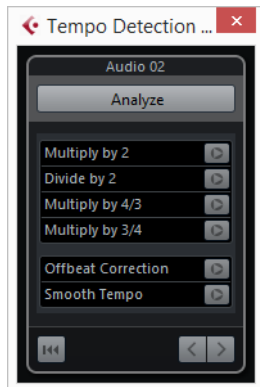 Tempo Detection ...
Audio 02
Analyze
Multiply by 2
Divide by 2
Multiply by 4/3
Multiply by 3/4
Offbeat Correction
Smooth Tempo